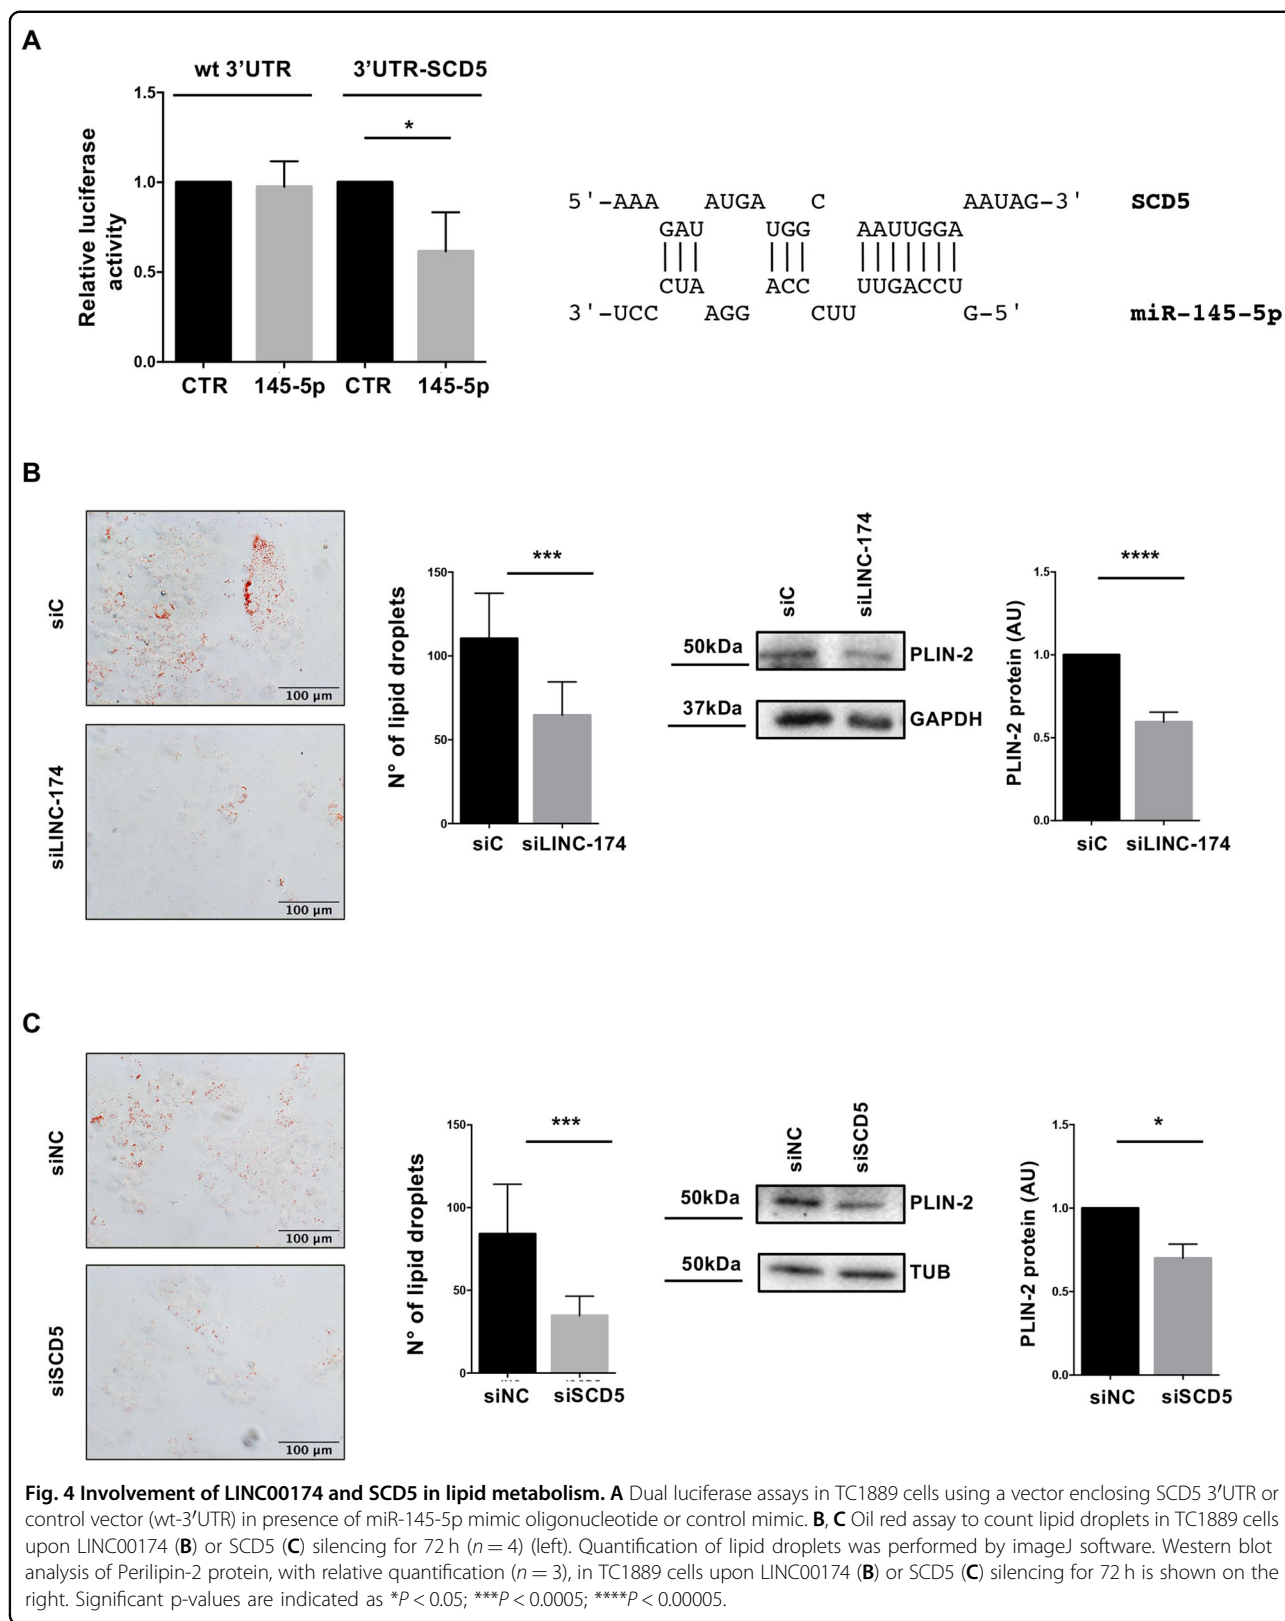 A
wt 3'UTR 3'UTR-SCD5
Relative luciferase activity
1.5
1.0
0.5
0.0
*
CTR 145-5p CTR 145-5p
5'-AAA AUGA C AAUAG-3' SCD5
GAU UGG AAUUGGA
CUA ACC UUGACCU
3'-UCC AGG CUU G-5' miR-145-5p
B
siC
100 µm
siLINC-174
100 µm
N° of lipid droplets
150
100
50
0
***
siC siLINC-174
siC siLINC-174
50kDa PLIN-2
37kDa GAPDH
PLIN-2 protein (AU)
1.5
1.0
0.5
0.0
****
siC siLINC-174
C
siNC
100 µm
siSCD5
100 µm
N° of lipid droplets
150
100
50
0
***
siNC siSCD5
siNC siSCD5
50kDa PLIN-2
50kDa TUB
PLIN-2 protein (AU)
1.5
1.0
0.5
0.0
*
siNC siSCD5
Fig. 4 Involvement of LINC00174 and SCD5 in lipid metabolism. A Dual luciferase assays in TC1889 cells using a vector enclosing SCD5 3′UTR or
control vector (wt-3′UTR) in presence of miR-145-5p mimic oligonucleotide or control mimic. B, C Oil red assay to count lipid droplets in TC1889 cells
upon LINC00174 (B) or SCD5 (C) silencing for 72 h (n = 4) (left). Quantification of lipid droplets was performed by imageJ software. Western blot
analysis of Perilipin-2 protein, with relative quantification (n = 3), in TC1889 cells upon LINC00174 (B) or SCD5 (C) silencing for 72 h is shown on the
right. Significant p-values are indicated as *P < 0.05; ***P < 0.0005; ****P < 0.00005.